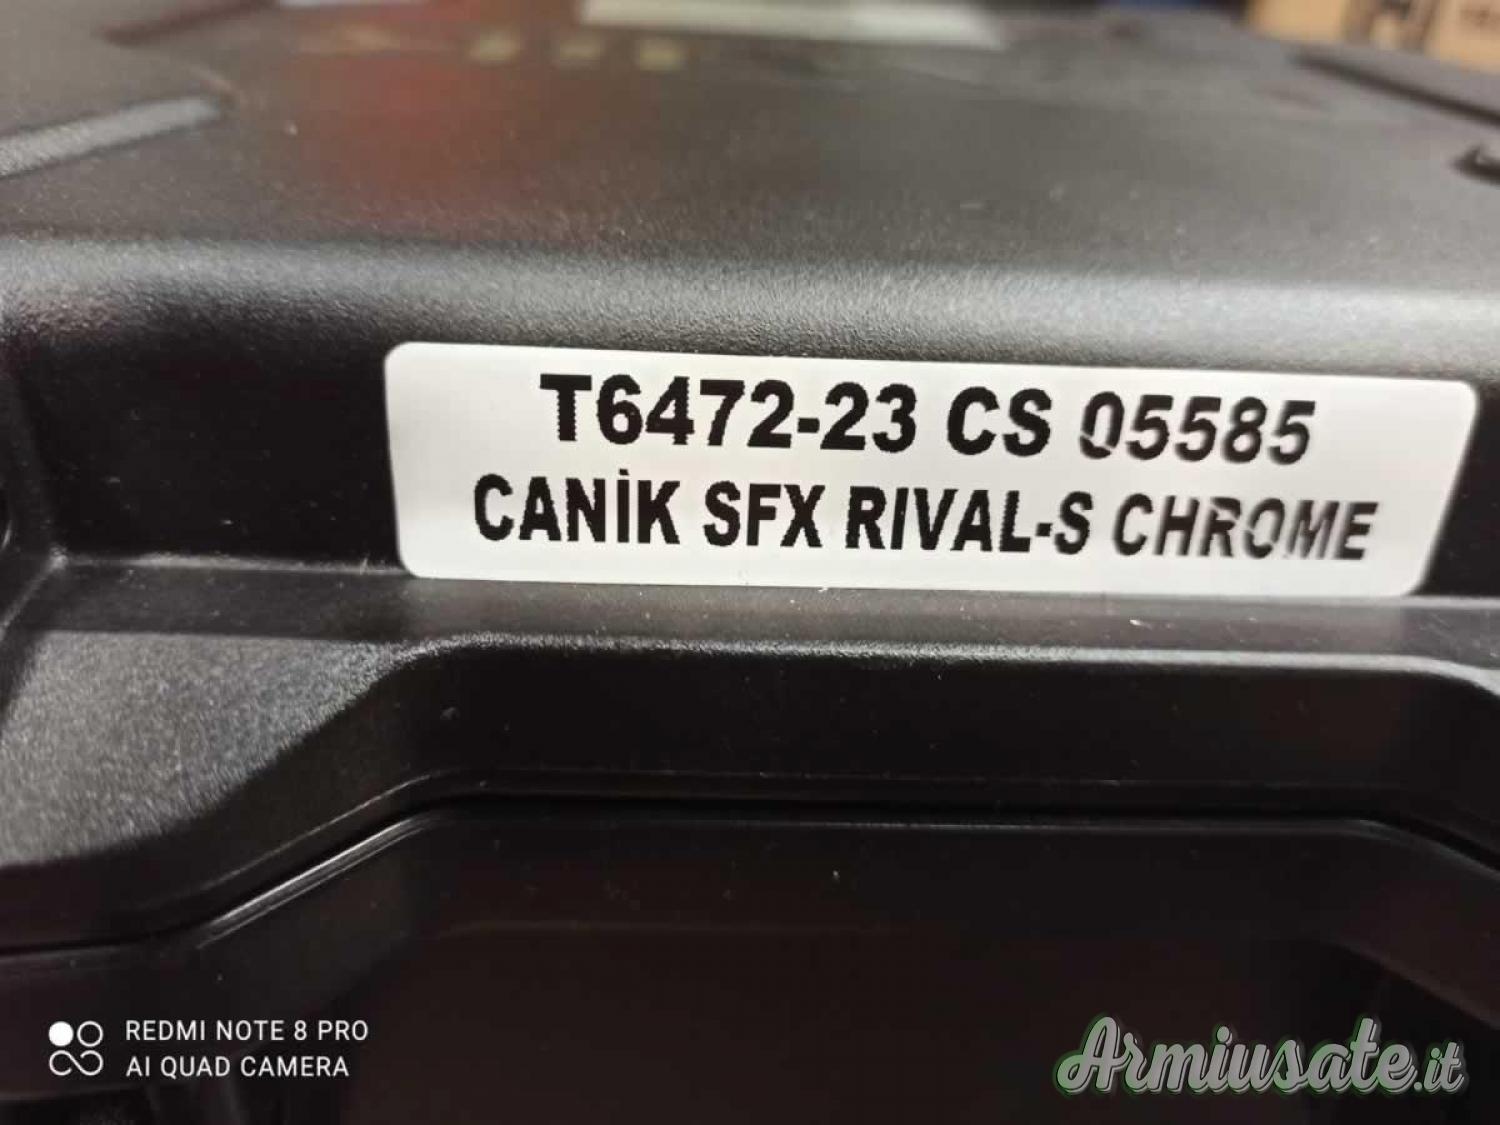 T6472-23 CS 05585
CANİK SFX RIVAL-S CHROME
REDMI NOTE 8 PRO
AI QUAD CAMERA
Armiusate.it